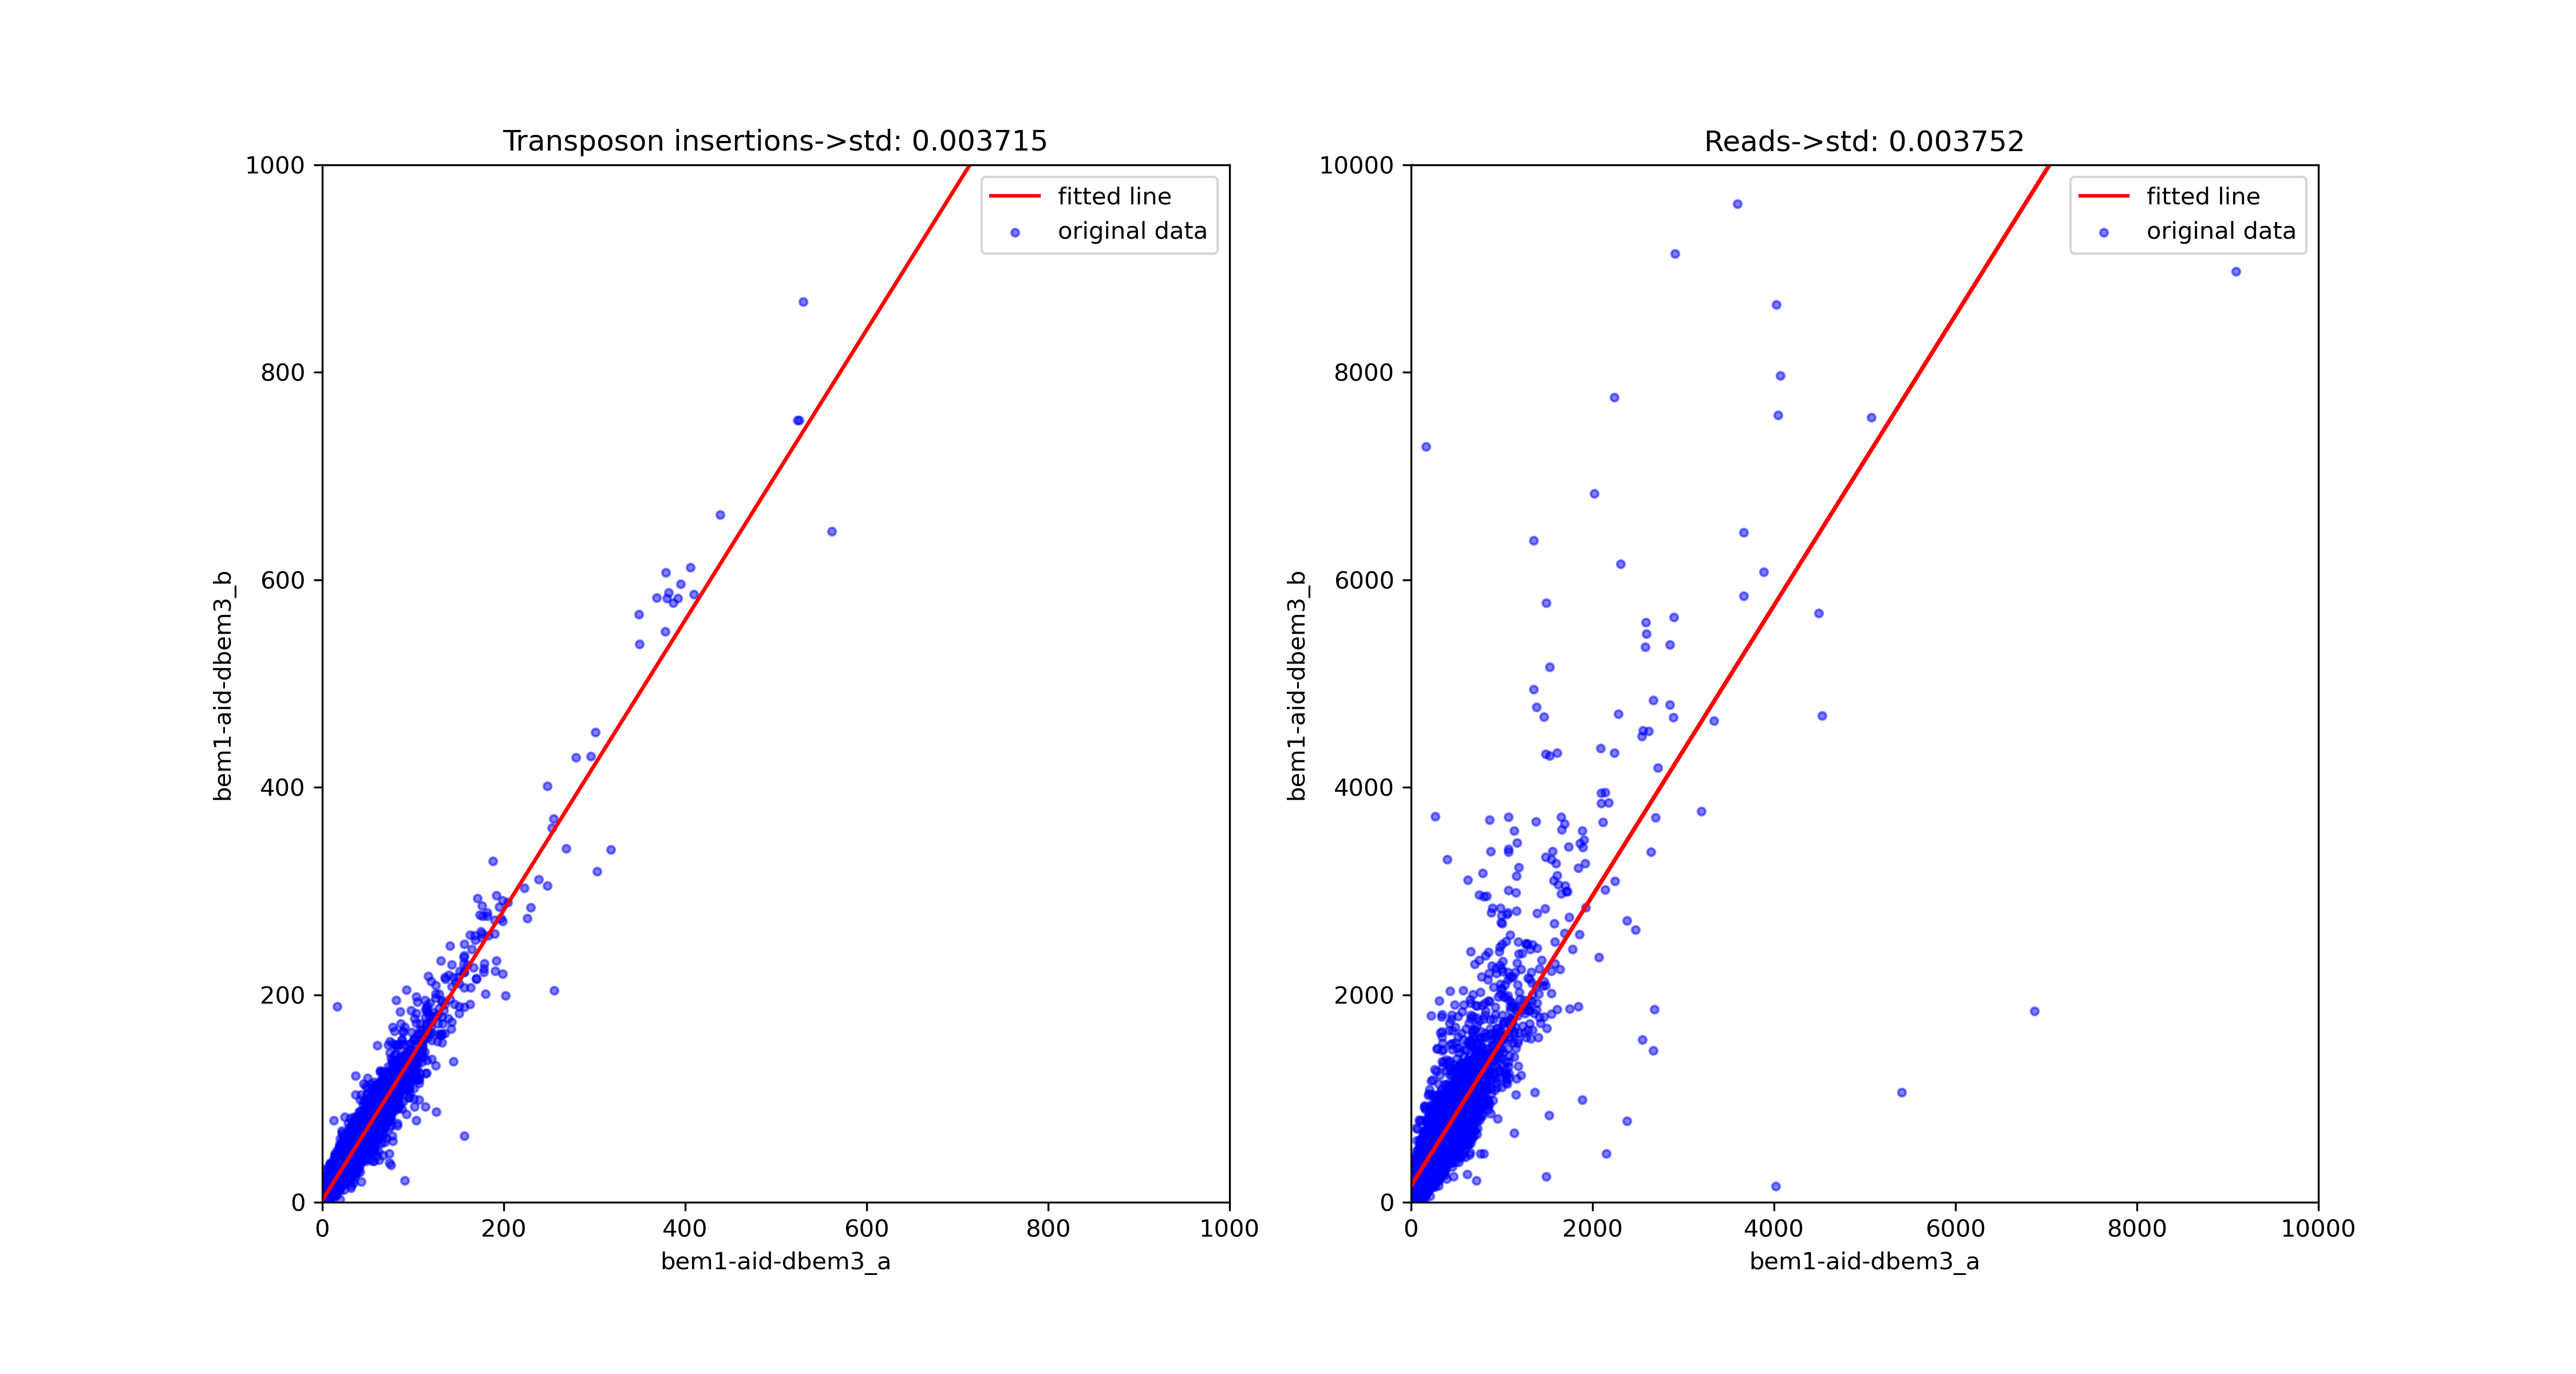 Transposon insertions->std: 0.003715
1000
800
600
400
200
0
0 200 400 600 800 1000
bem1-aid-dbem3_a
bem1-aid-dbem3_b
fitted line
original data
Reads->std: 0.003752
10000
8000
6000
4000
2000
0
0 2000 4000 6000 8000 10000
bem1-aid-dbem3_a
bem1-aid-dbem3_b
fitted line
original data